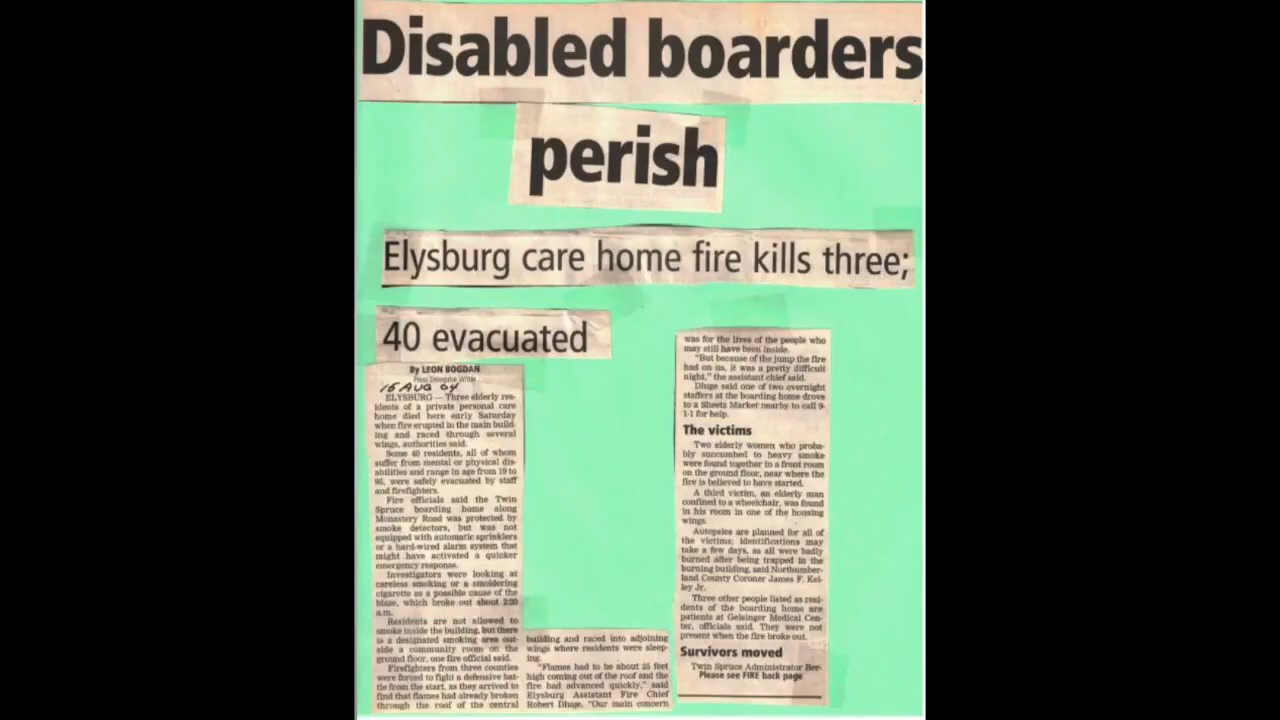 Disabled boarders
perish
Elysburg care home fire kills three;
40 evacuated
By LEON BOGDAN
Press Enterprise Writer
15 AUG 04
ELYSBURG — Three elderly res-
idents of a private personal care
home died here early Saturday
when fire erupted in the main build-
ing and raced through several
wings, authorities said.
Some 40 residents, all of whom
suffer from mental or physical dis-
abilities and range in age from 19 to
95, were safely evacuated by staff
and firefighters.
Fire officials said the Twin
Spruce boarding home along
Monastery Road was protected by
smoke detectors, but was not
equipped with automatic sprinklers
or a hard-wired alarm system that
might have activated a quicker
emergency response.
Investigators were looking at
careless smoking or a smoldering
cigarette as a possible cause of the
blaze, which broke out about 2:20
a.m.
Residents are not allowed to
smoke inside the building, but there
is a designated smoking area out-
side a community room on the
ground floor, one fire official said.
Firefighters from three counties
were forced to fight a defensive bat-
tle from the start, as they arrived to
find that flames had already broken
through the roof of the central
building and raced into adjoining
wings where residents were sleep-
ing.
"Flames had to be about 25 feet
high coming out of the roof and the
fire had advanced quickly," said
Elysburg Assistant Fire Chief
Robert Dluge. "Our main concern
was for the lives of the people who
may still have been inside.
"But because of the jump the fire
had on us, it was a pretty difficult
night," the assistant chief said.
Dluge said one of two overnight
staffers at the boarding home drove
to a Sheetz Market nearby to call 9-
1-1 for help.
The victims
Two elderly women who proba-
bly succumbed to heavy smoke
were found together in a front room
on the ground floor, near where the
fire is believed to have started.
A third victim, an elderly man
confined to a wheelchair, was found
in his room in one of the housing
wings.
Autopsies are planned for all of
the victims; identifications may
take a few days, as all were badly
burned after being trapped in the
burning building, said Northumber-
land County Coroner James F. Kel-
ley Jr.
Three other people listed as resi-
dents of the boarding home are
patients at Geisinger Medical Cen-
ter, officials said. They were not
present when the fire broke out.
Survivors moved
Twin Spruce Administrator Ber-
Please see FIRE back page